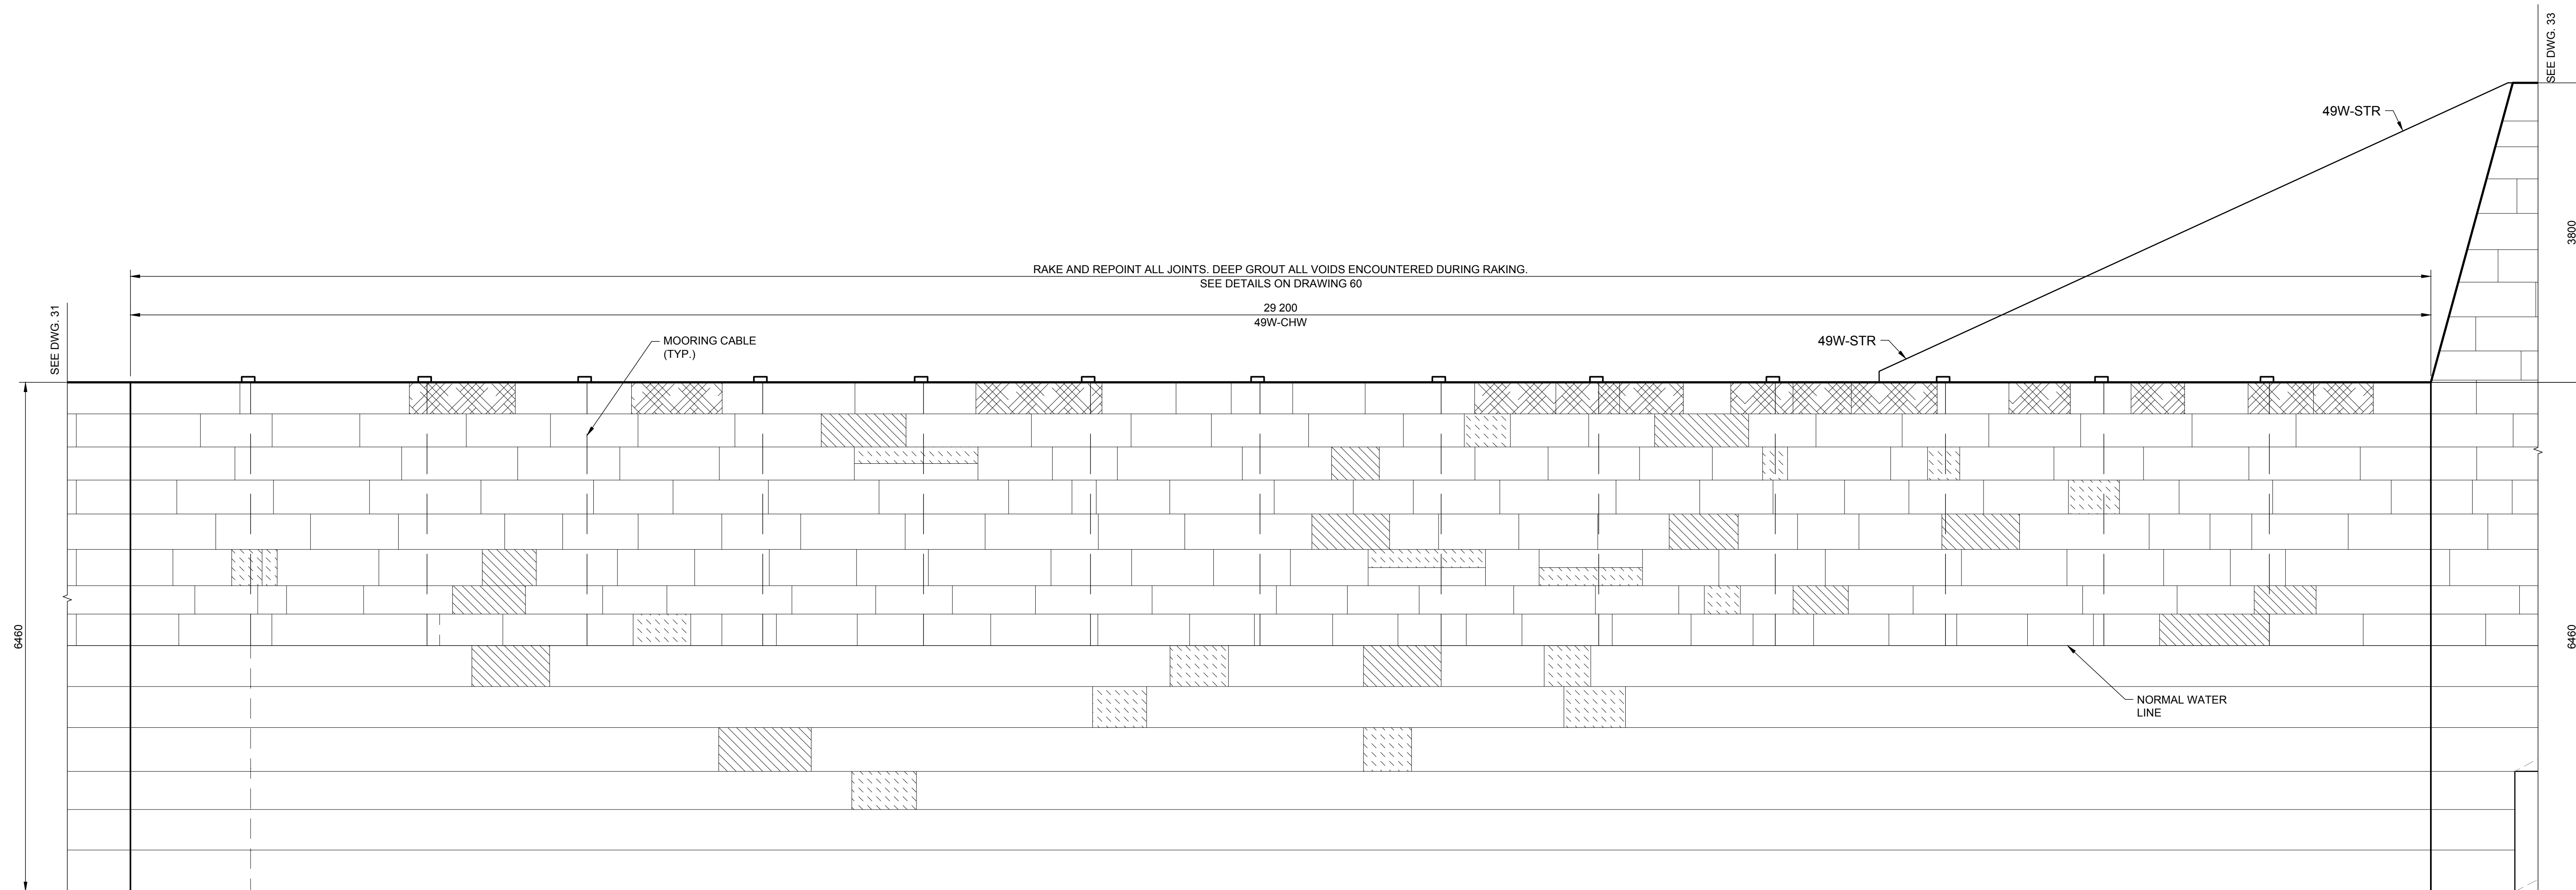 SEE DWG. 33
49W-STR
3800
RAKE AND REPOINT ALL JOINTS. DEEP GROUT ALL VOIDS ENCOUNTERED DURING RAKING.
SEE DETAILS ON DRAWING 60
29 200
49W-CHW
SEE DWG. 31
MOORING CABLE
(TYP.)
49W-STR
6460
6460
NORMAL WATER
LINE